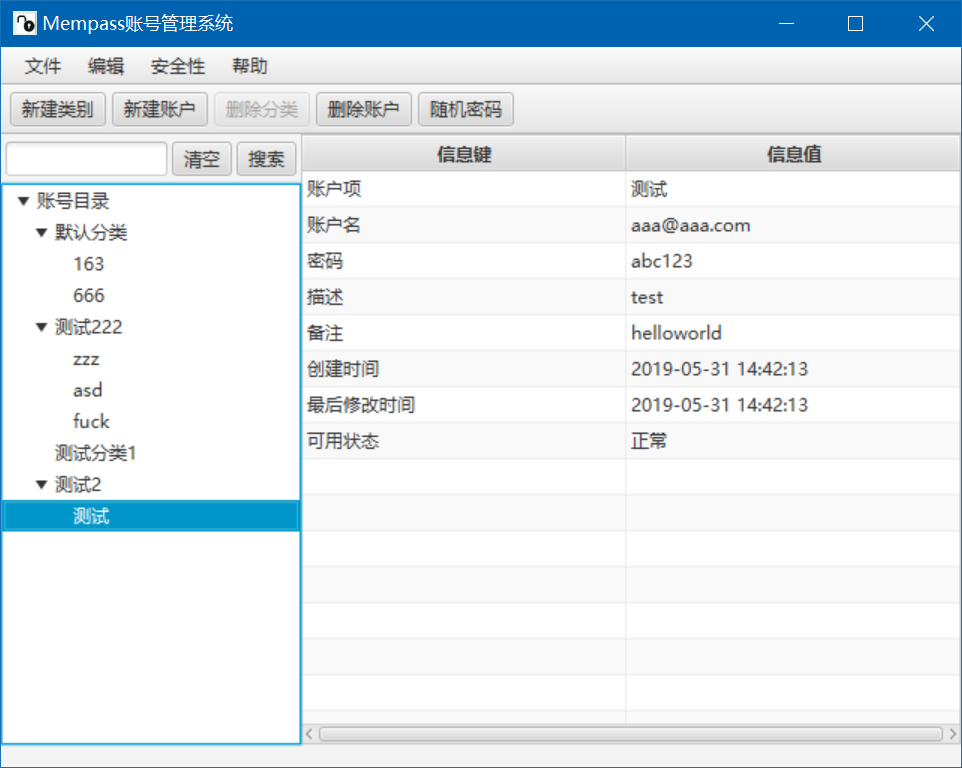 Mempass账号管理系统
文件 编辑 安全性 帮助
新建类别 新建账户 删除分类 删除账户 随机密码
清空 搜索
账号目录
默认分类
163
666
测试222
zzz
asd
fuck
测试分类1
测试2
测试
信息键 信息值
账户项 测试
账户名 aaa@aaa.com
密码 abc123
描述 test
备注 helloworld
创建时间 2019-05-31 14:42:13
最后修改时间 2019-05-31 14:42:13
可用状态 正常